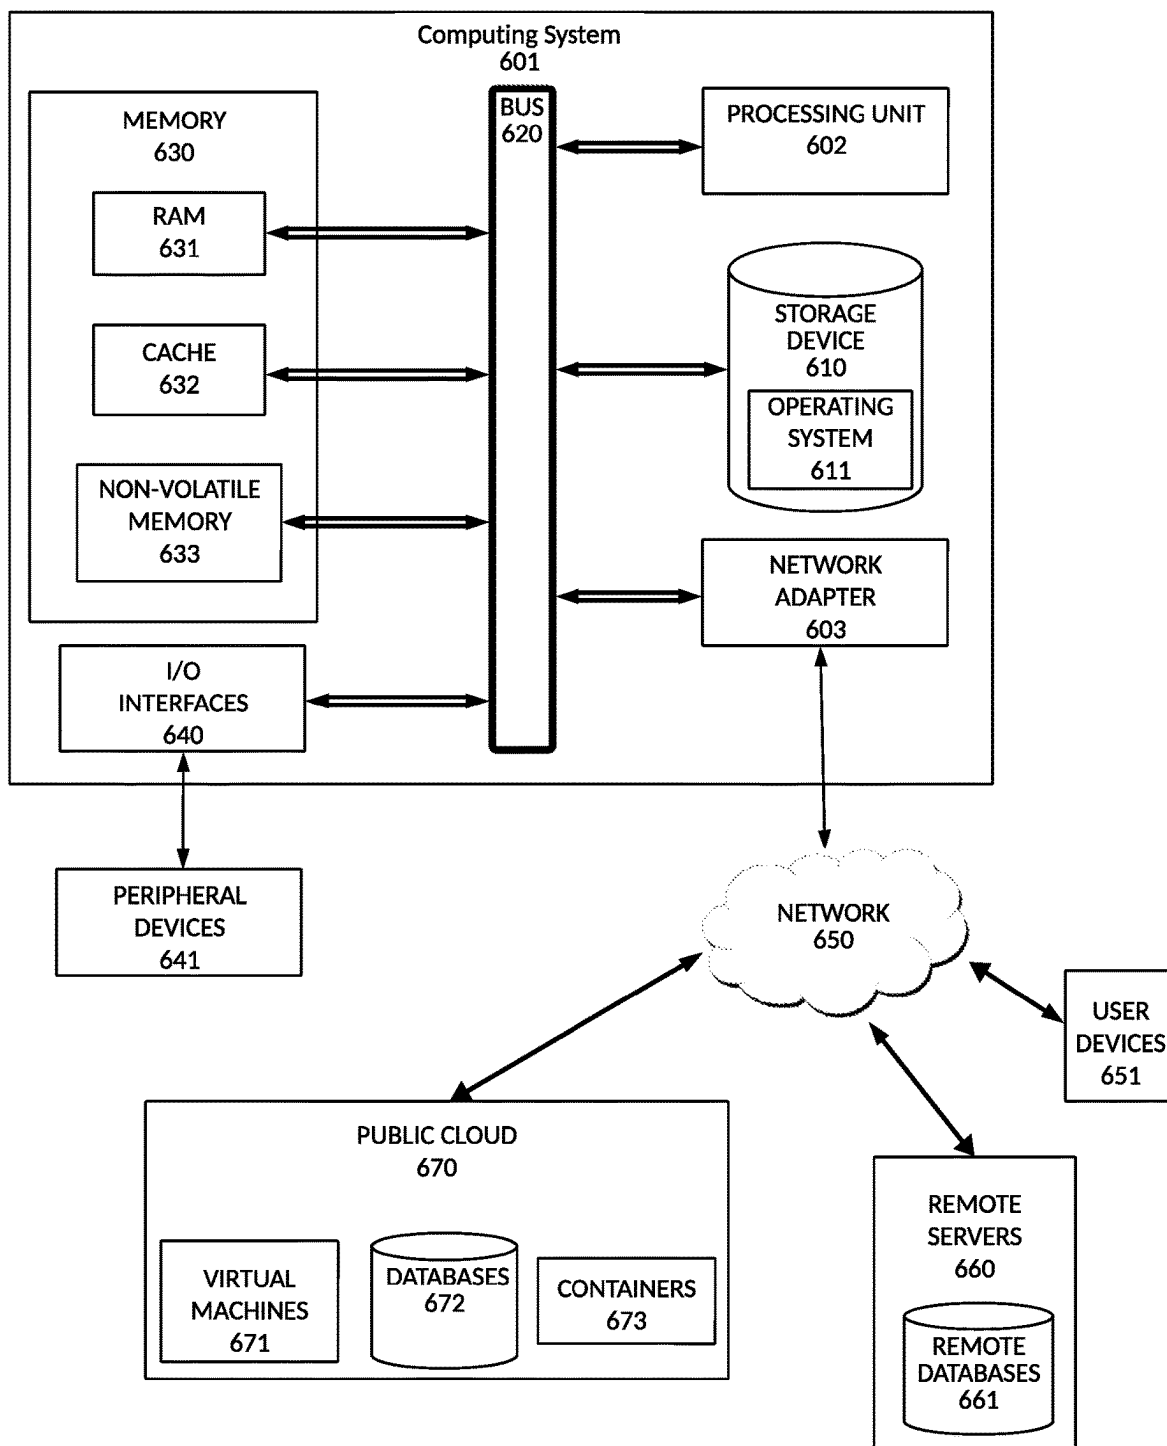 Computing System
601
MEMORY
630
RAM
631
CACHE
632
NON-VOLATILE
MEMORY
633
I/O
INTERFACES
640
BUS
620
PROCESSING UNIT
602
STORAGE
DEVICE
610
OPERATING
SYSTEM
611
NETWORK
ADAPTER
603
PERIPHERAL
DEVICES
641
NETWORK
650
USER
DEVICES
651
PUBLIC CLOUD
670
VIRTUAL
MACHINES
671
DATABASES
672
CONTAINERS
673
REMOTE
SERVERS
660
REMOTE
DATABASES
661